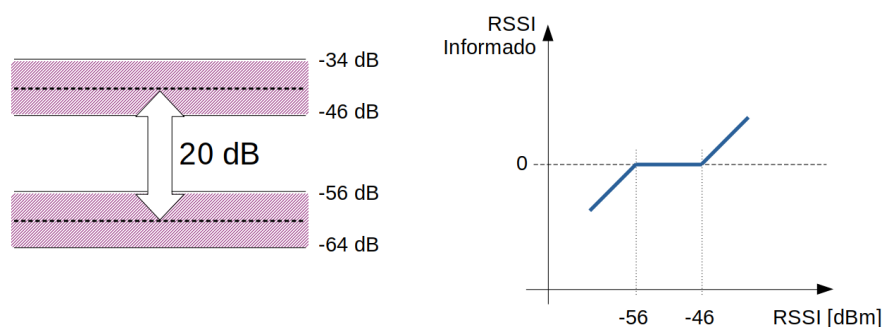 -34 dB
-46 dB
20 dB
-56 dB
-64 dB
RSSI
Informado
0
-56
-46
RSSI [dBm]